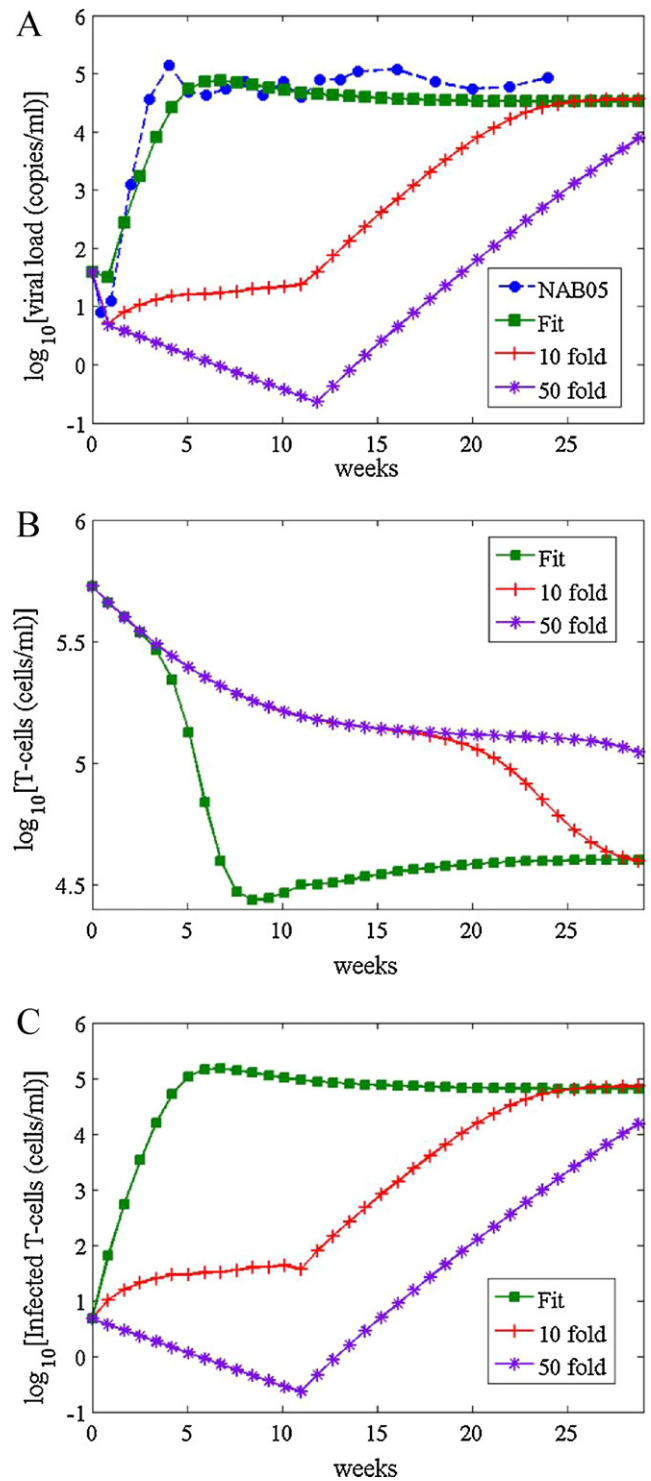 A
log10[viral load (copies/ml)]
6
5
4
3
2
1
0
-1
NAB05
Fit
10 fold
50 fold
0 5 10 15 20 25
weeks
B
log10[T-cells (cells/ml)]
6
5.5
5
4.5
Fit
10 fold
50 fold
0 5 10 15 20 25
weeks
C
log10[Infected T-cells (cells/ml)]
6
5
4
3
2
1
0
-1
Fit
10 fold
50 fold
0 5 10 15 20 25
weeks